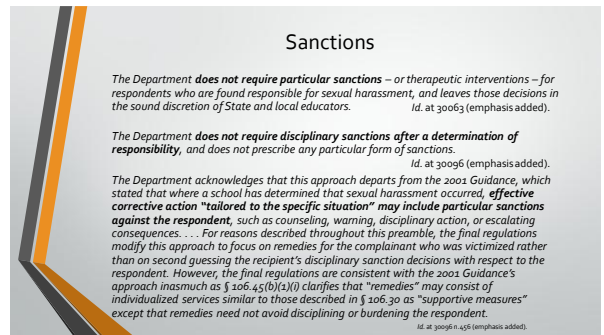 Sanctions
The Department does not require particular sanctions – or therapeutic interventions – for
respondents who are found responsible for sexual harassment, and leaves those decisions in
the sound discretion of State and local educators. Id. at 30063 (emphasis added).
The Department does not require disciplinary sanctions after a determination of
responsibility, and does not prescribe any particular form of sanctions.
Id. at 30096 (emphasis added).
The Department acknowledges that this approach departs from the 2001 Guidance, which
stated that where a school has determined that sexual harassment occurred, effective
corrective action “tailored to the specific situation” may include particular sanctions
against the respondent, such as counseling, warning, disciplinary action, or escalating
consequences. . . . For reasons described throughout this preamble, the final regulations
modify this approach to focus on remedies for the complainant who was victimized rather
than on second guessing the recipient’s disciplinary sanction decisions with respect to the
respondent. However, the final regulations are consistent with the 2001 Guidance’s
approach inasmuch as § 106.45(b)(1)(i) clarifies that “remedies” may consist of
individualized services similar to those described in § 106.30 as “supportive measures”
except that remedies need not avoid disciplining or burdening the respondent.
Id. at 30096 n.456 (emphasis added).